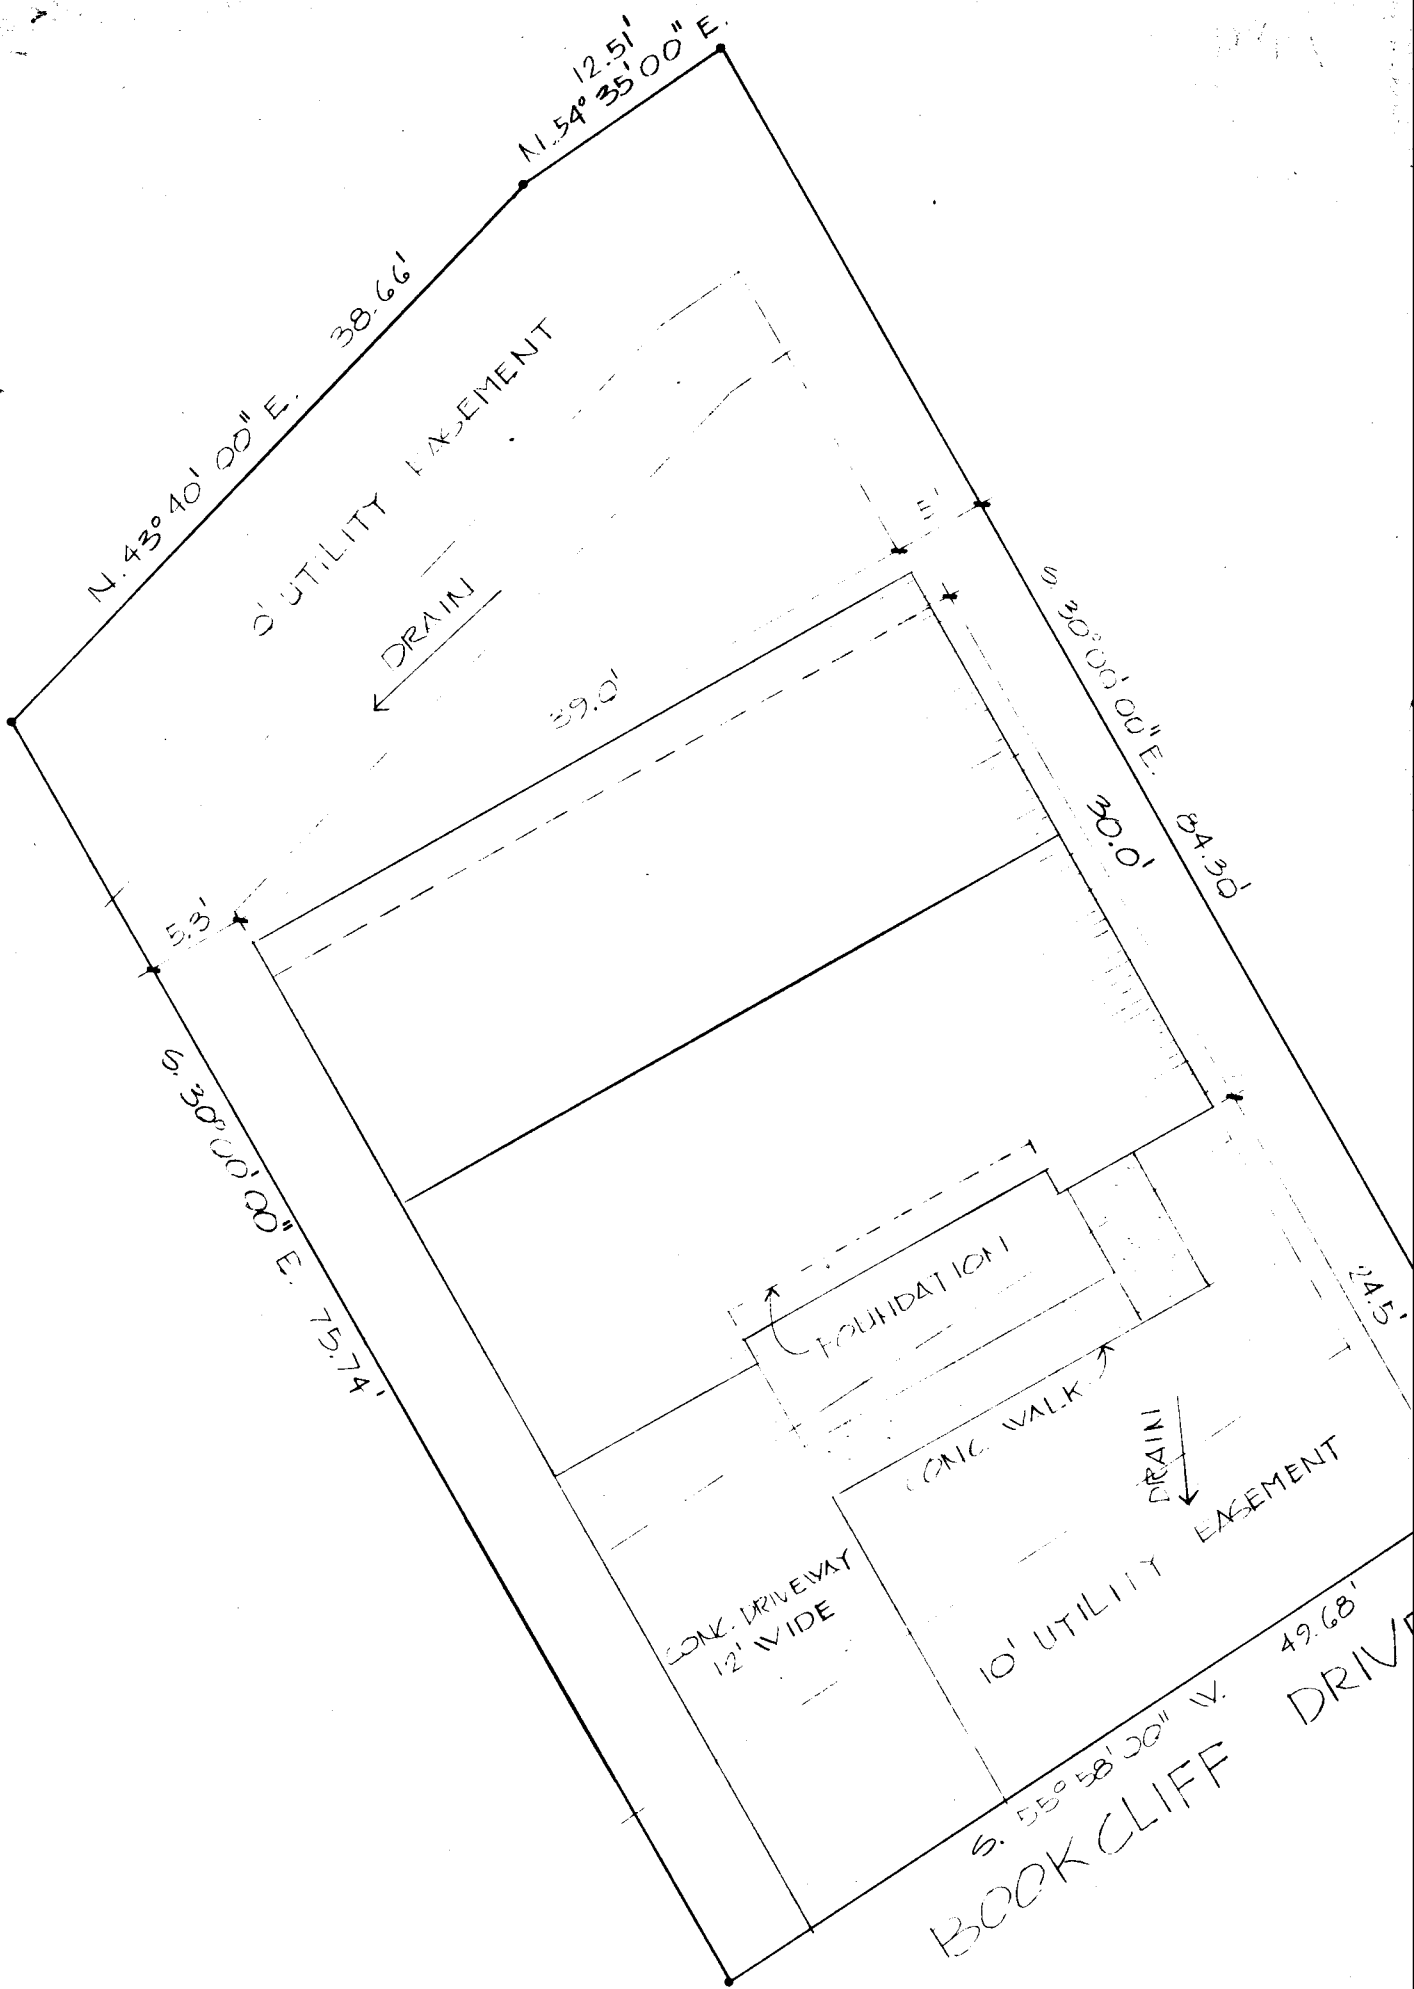 12.51'
N. 54° 35' 00" E.
38.66'
N. 43° 40' 00" E.
UTILITY EASEMENT
DRAIN
5'
39.0'
S. 30° 00' 00" E. 84.30'
30.0'
5.3'
S. 30° 00' 00" E. 75.74'
FOUNDATION
24.5'
CONC. WALK
DRAIN
CONC. DRIVEWAY
12' WIDE
10' UTILITY EASEMENT
49.68'
BOOKCLIFF